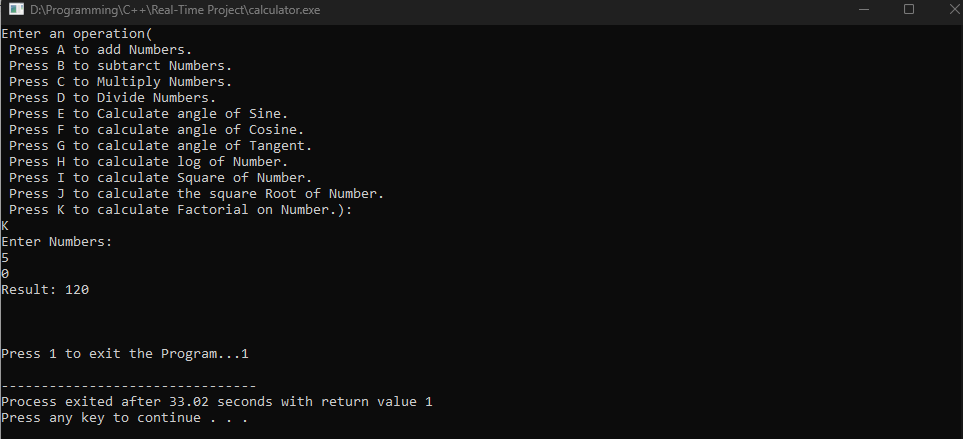 D:\Programming\C++\Real-Time Project\calculator.exe
Enter an operation(
Press A to add Numbers.
Press B to subtarct Numbers.
Press C to Multiply Numbers.
Press D to Divide Numbers.
Press E to Calculate angle of Sine.
Press F to calculate angle of Cosine.
Press G to calculate angle of Tangent.
Press H to calculate log of Number.
Press I to calculate Square of Number.
Press J to calculate the square Root of Number.
Press K to calculate Factorial on Number.):
K
Enter Numbers:
5
0
Result: 120
Press 1 to exit the Program...1
--------------------------------
Process exited after 33.02 seconds with return value 1
Press any key to continue . . .